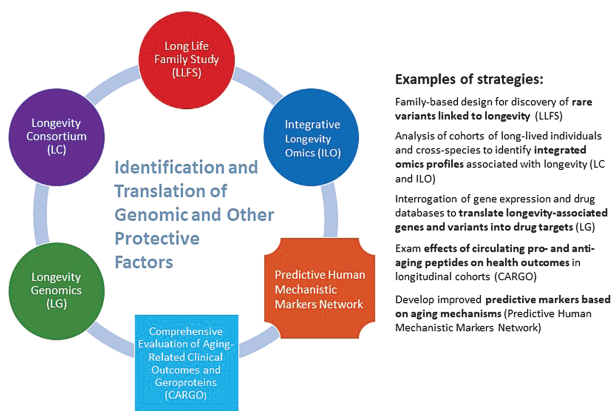 Long Life
Family Study
(LLFS)
Longevity
Consortium
(LC)
Integrative
Longevity
Omics (ILO)
Identification and
Translation of
Genomic and Other
Protective
Factors
Longevity
Genomics
(LG)
Predictive Human
Mechanistic
Markers Network
Comprehensive
Evaluation of Aging-
Related Clinical
Outcomes and
Geroproteins
(CARGO)
Examples of strategies:
Family-based design for discovery of rare
variants linked to longevity (LLFS)
Analysis of cohorts of long-lived individuals
and cross-species to identify integrated
omics profiles associated with longevity (LC
and ILO)
Interrogation of gene expression and drug
databases to translate longevity-associated
genes and variants into drug targets (LG)
Exam effects of circulating pro- and anti-
aging peptides on health outcomes in
longitudinal cohorts (CARGO)
Develop improved predictive markers based
on aging mechanisms (Predictive Human
Mechanistic Markers Network)